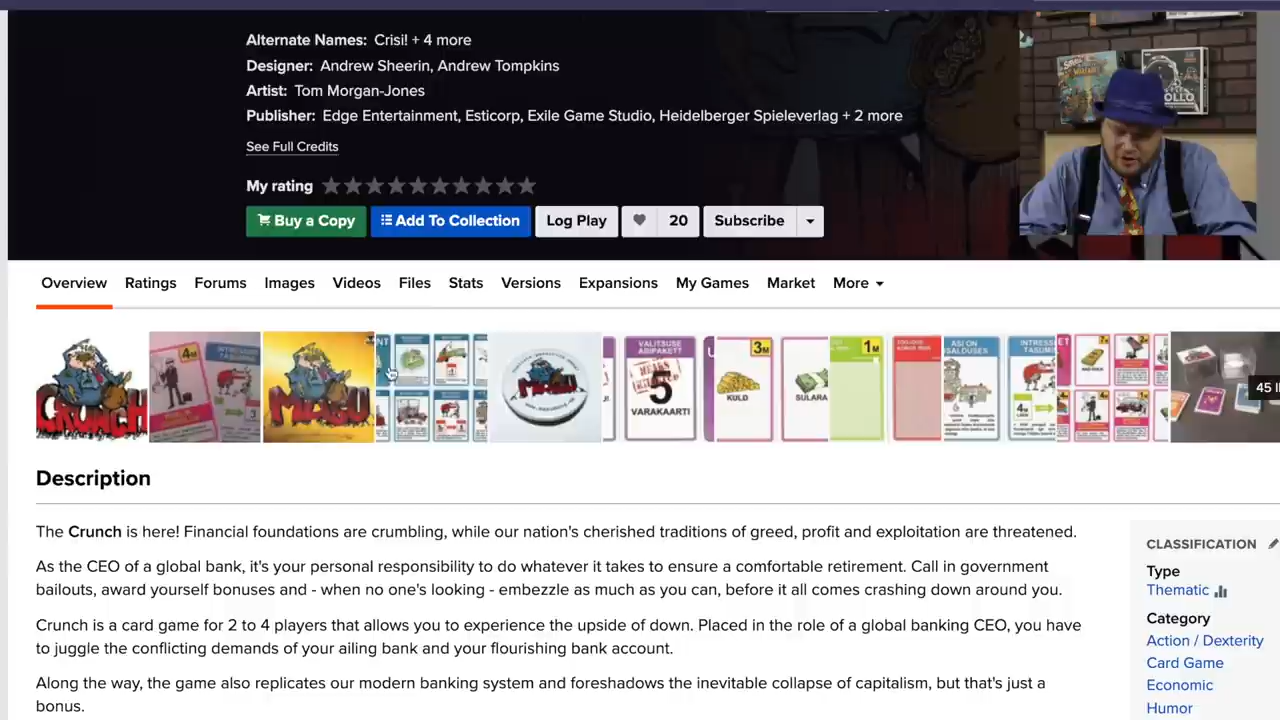 Alternate Names: Crisi! + 4 more
Designer: Andrew Sheerin, Andrew Tompkins
Artist: Tom Morgan-Jones
Publisher: Edge Entertainment, Esticorp, Exile Game Studio, Heidelberger Spieleverlag + 2 more
See Full Credits
My rating
Buy a Copy Add To Collection Log Play 20 Subscribe
Overview Ratings Forums Images Videos Files Stats Versions Expansions My Games Market More
CRUNCH
4M
VALITSUSE
ABIPAKETT
5
VARAKAARTI
3M
KULD
SULARA
1M
INTRESS
4M
45
Description
The Crunch is here! Financial foundations are crumbling, while our nation's cherished traditions of greed, profit and exploitation are threatened.
As the CEO of a global bank, it's your personal responsibility to do whatever it takes to ensure a comfortable retirement. Call in government
bailouts, award yourself bonuses and - when no one's looking - embezzle as much as you can, before it all comes crashing down around you.
Crunch is a card game for 2 to 4 players that allows you to experience the upside of down. Placed in the role of a global banking CEO, you have
to juggle the conflicting demands of your ailing bank and your flourishing bank account.
Along the way, the game also replicates our modern banking system and foreshadows the inevitable collapse of capitalism, but that's just a
bonus.
CLASSIFICATION
Type
Thematic
Category
Action / Dexterity
Card Game
Economic
Humor